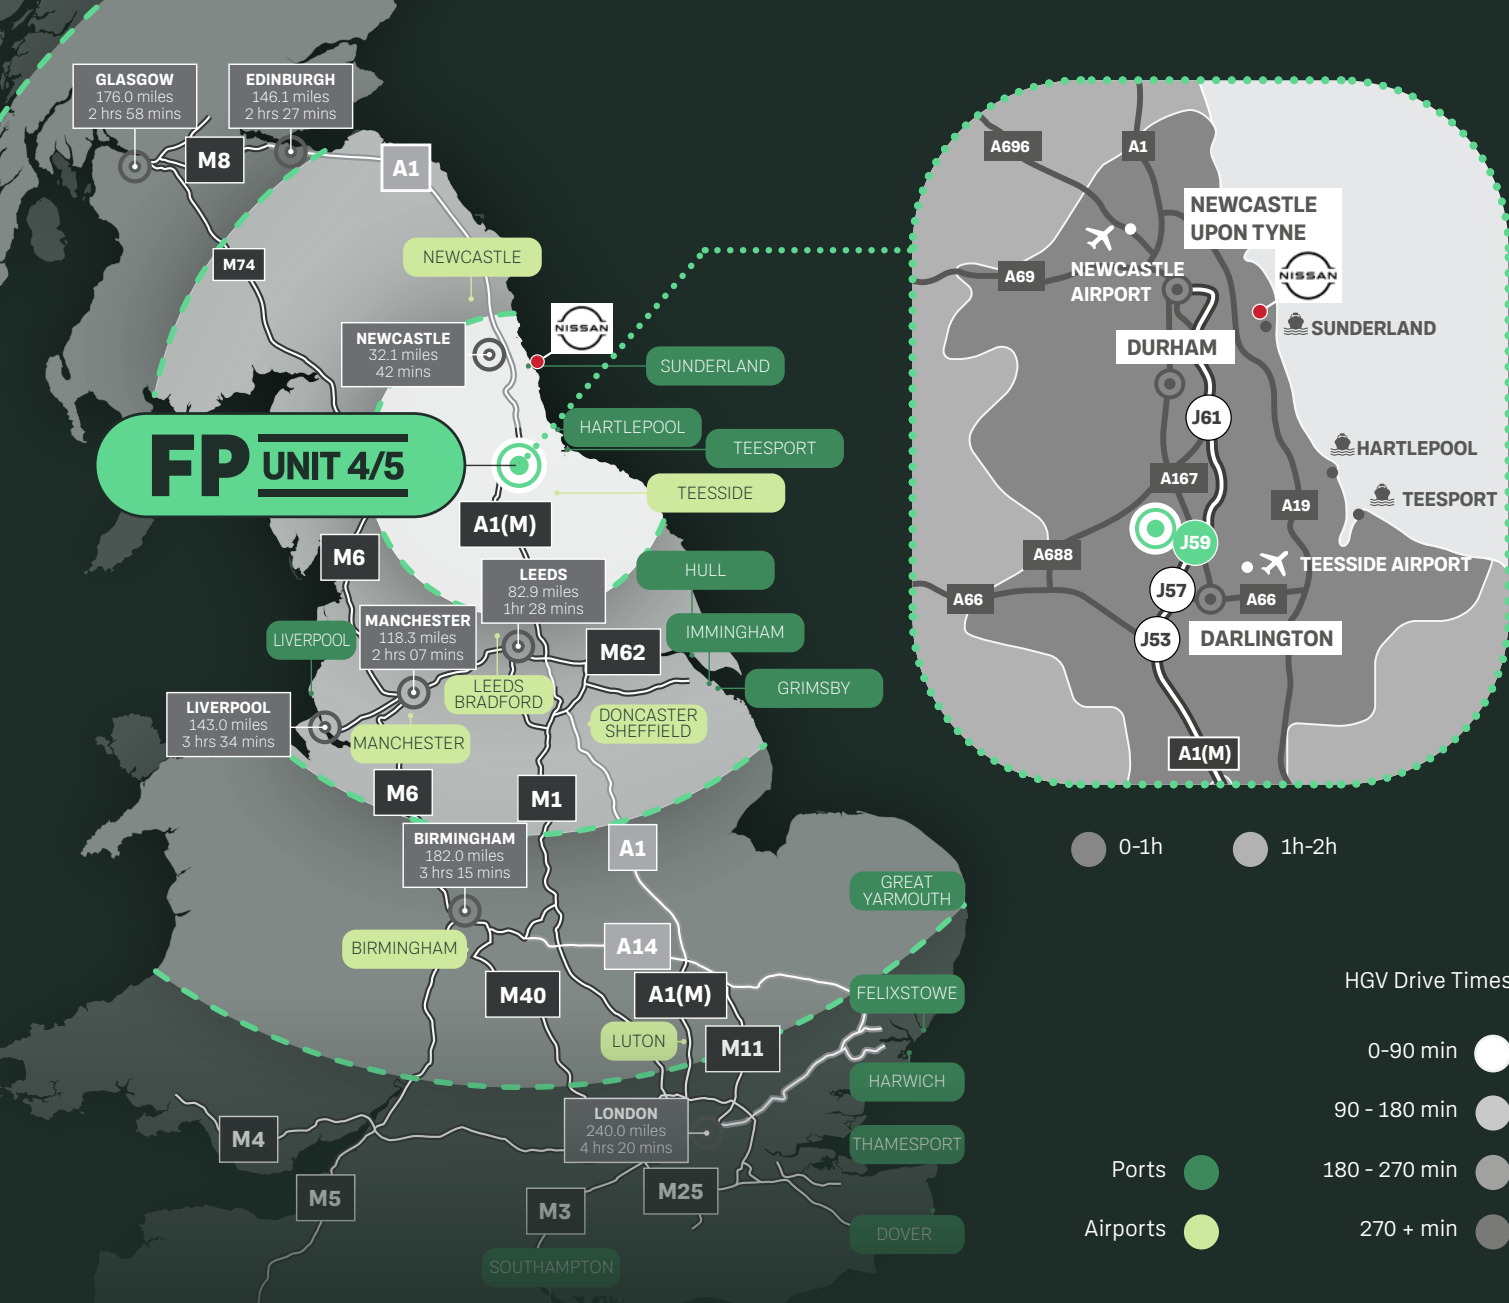 GLASGOW
176.0 miles
2 hrs 58 mins
EDINBURGH
146.1 miles
2 hrs 27 mins
M8
A1
M74
NEWCASTLE
NEWCASTLE
32.1 miles
42 mins
NISSAN
SUNDERLAND
HARTLEPOOL
TEESPORT
TEESSIDE
FP UNIT 4/5
A1(M)
M6
LEEDS
82.9 miles
1hr 28 mins
HULL
MANCHESTER
118.3 miles
2 hrs 07 mins
LIVERPOOL
IMMINGHAM
M62
GRIMSBY
LEEDS
BRADFORD
LIVERPOOL
143.0 miles
3 hrs 34 mins
DONCASTER
SHEFFIELD
MANCHESTER
M6
M1
BIRMINGHAM
182.0 miles
3 hrs 15 mins
A1
GREAT
YARMOUTH
BIRMINGHAM
A14
M40
A1(M)
FELIXSTOWE
LUTON
M11
HARWICH
LONDON
240.0 miles
4 hrs 20 mins
M4
THAMESPORT
M5
M3
M25
DOVER
SOUTHAMPTON
A696
A1
NEWCASTLE
UPON TYNE
NISSAN
A69
NEWCASTLE
AIRPORT
SUNDERLAND
DURHAM
J61
HARTLEPOOL
A167
TEESPORT
A19
J59
A688
TEESSIDE AIRPORT
J57
A66
A66
J53
DARLINGTON
A1(M)
0-1h
1h-2h
HGV Drive Times
0-90 min
90 - 180 min
Ports
180 - 270 min
Airports
270 + min